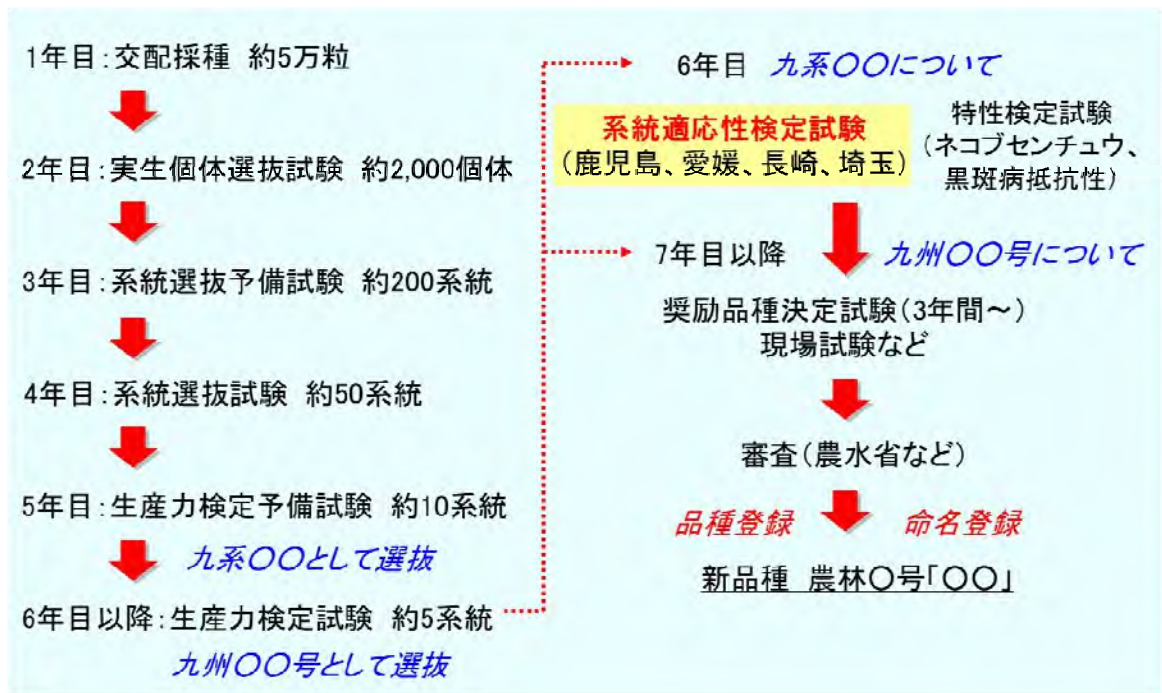 1年目：交配採種 約5万粒
2年目：実生個体選抜試験 約2,000個体
3年目：系統選抜予備試験 約200系統
4年目：系統選抜試験 約50系統
5年目：生産力検定予備試験 約10系統
九系〇〇として選抜
6年目以降：生産力検定試験 約5系統
九州〇〇号として選抜
6年目 九系〇〇について
系統適応性検定試験
（鹿児島、愛媛、長崎、埼玉）
特性検定試験
（ネコブセンチュウ、
黒斑病抵抗性）
7年目以降 九州〇〇号について
奨励品種決定試験（3年間～）
現場試験など
審査（農水省など）
品種登録 命名登録
新品種 農林〇号「〇〇」